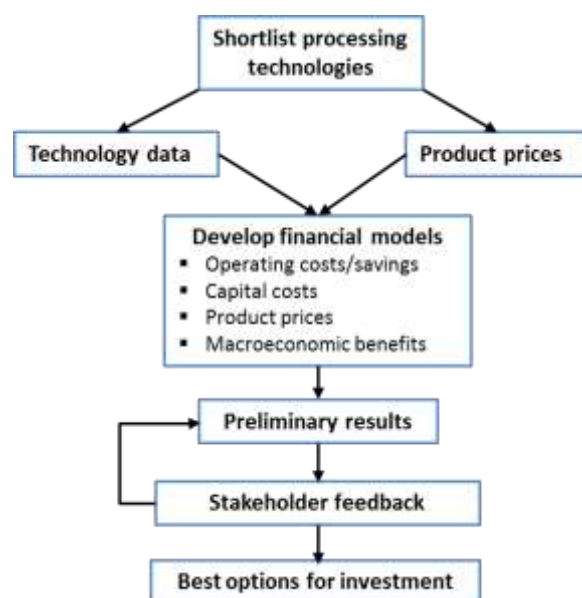 Shortlist processing
technologies
Technology data
Product prices
Develop financial models
▪ Operating costs/savings
▪ Capital costs
▪ Product prices
▪ Macroeconomic benefits
Preliminary results
Stakeholder feedback
Best options for investment